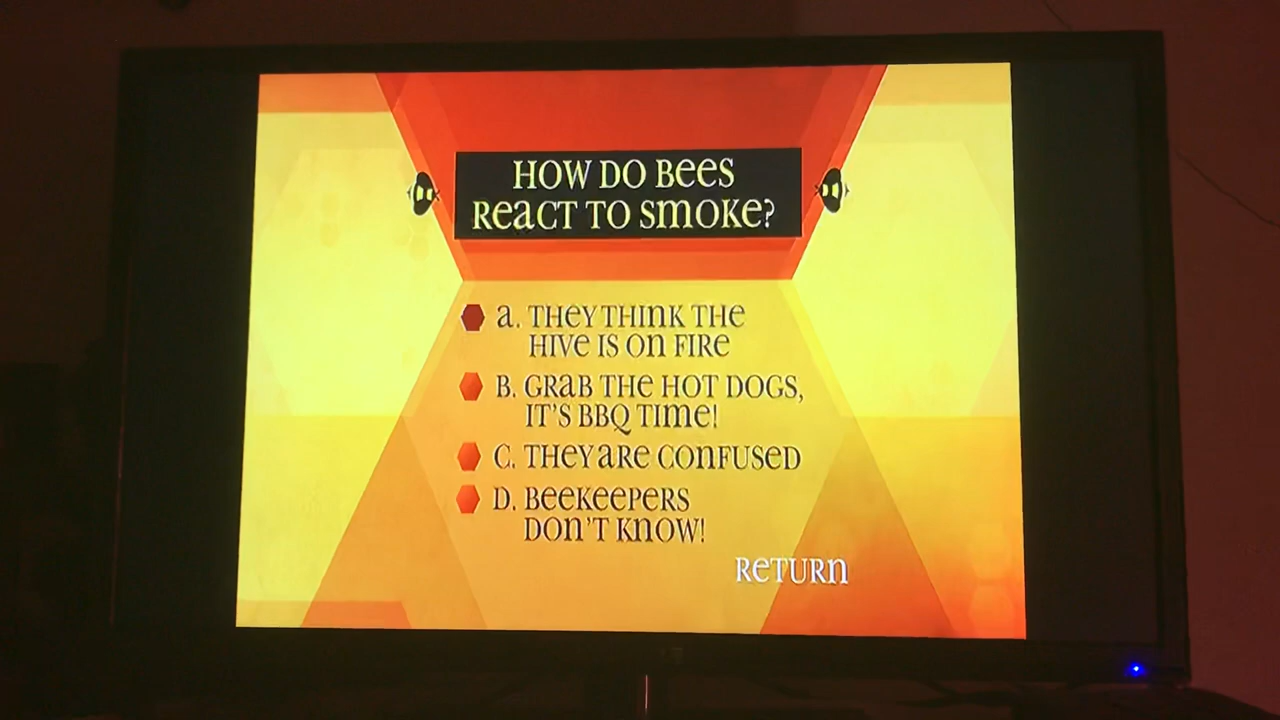 HOW DO BEES
REACT TO SMOKE?
A. THEY THINK THE
HIVE IS ON FIRE
B. GRAB THE HOT DOGS,
IT'S BBQ TIME!
C. THEY ARE CONFUSED
D. BEEKEEPERS
DON'T KNOW!
RETURN